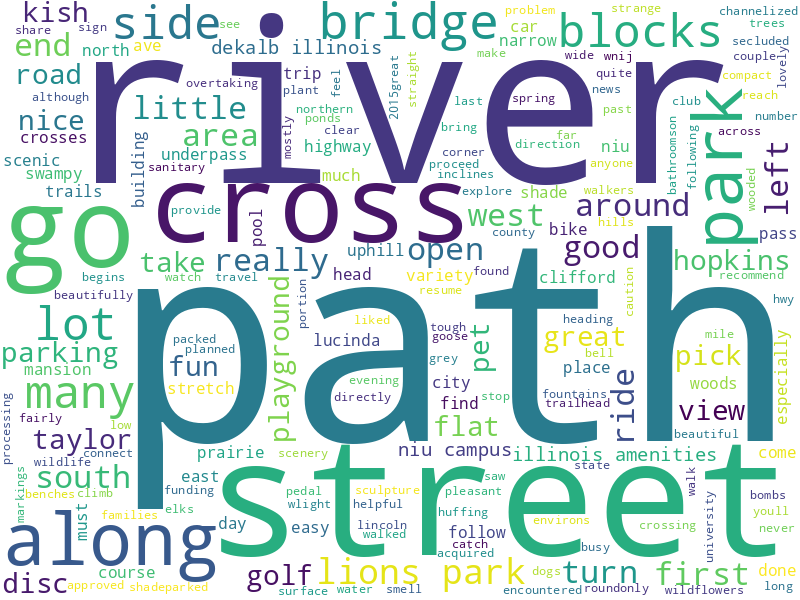 kish
side
bridge
channelized
problem
strange
trees
share
sign
see
car
blocks
secluded
end
north
ave
dekalb illinois
narrow
wide
wnij
couple
make
road
although
overtaking
trip
feel
straight
quite
compact
lovely
river
plant
2015great
last
spring
news
club
reach
nice
little
northern
past
number
crosses
area
mostly
ponds
clear
bring
far
niu
across
building
highway
corner
direction
anyone
park
bathroomson
following
scenic
underpass
much
proceed
swampy
sanitary
inclines
explore
shade
walkers
wooded
left
trails
cross
west
around
go
provide
pool
county
bike
hills
pass
take
really
uphill
open
good
hopkins
begins
watch
travel
head
variety
found
clifford
recommend
beautifully
portion
resume
caution
hwy
lot
playground
liked
tough
goose
pet
heading
mile
parking
packed
planned
lucinda
grey
great
bell
pick
mansion
fun
city
place
woods
especially
many
stretch
evening
directly
find
stop
fountains
trailhead
view
fairly
low
path
flat
ride
beautiful
processing
taylor
connect
prairie
scenery
niu campus
illinois amenities
come
wildlife
east
state
walk
south
funding
pedal
sculpture
saw
pleasant
bombs
markings
benches
climb
must
elks
wlight
helpful
huffing
environs
crossing
youll
families
day
easy
lincoln
walked
follow
street
university
never
along
catch
acquired
busy
course
golf
lions park
dogs
turn
first
done
disc
approved
shadeparked
surface
water
smell
encountered
roundonly
wildflowers
long